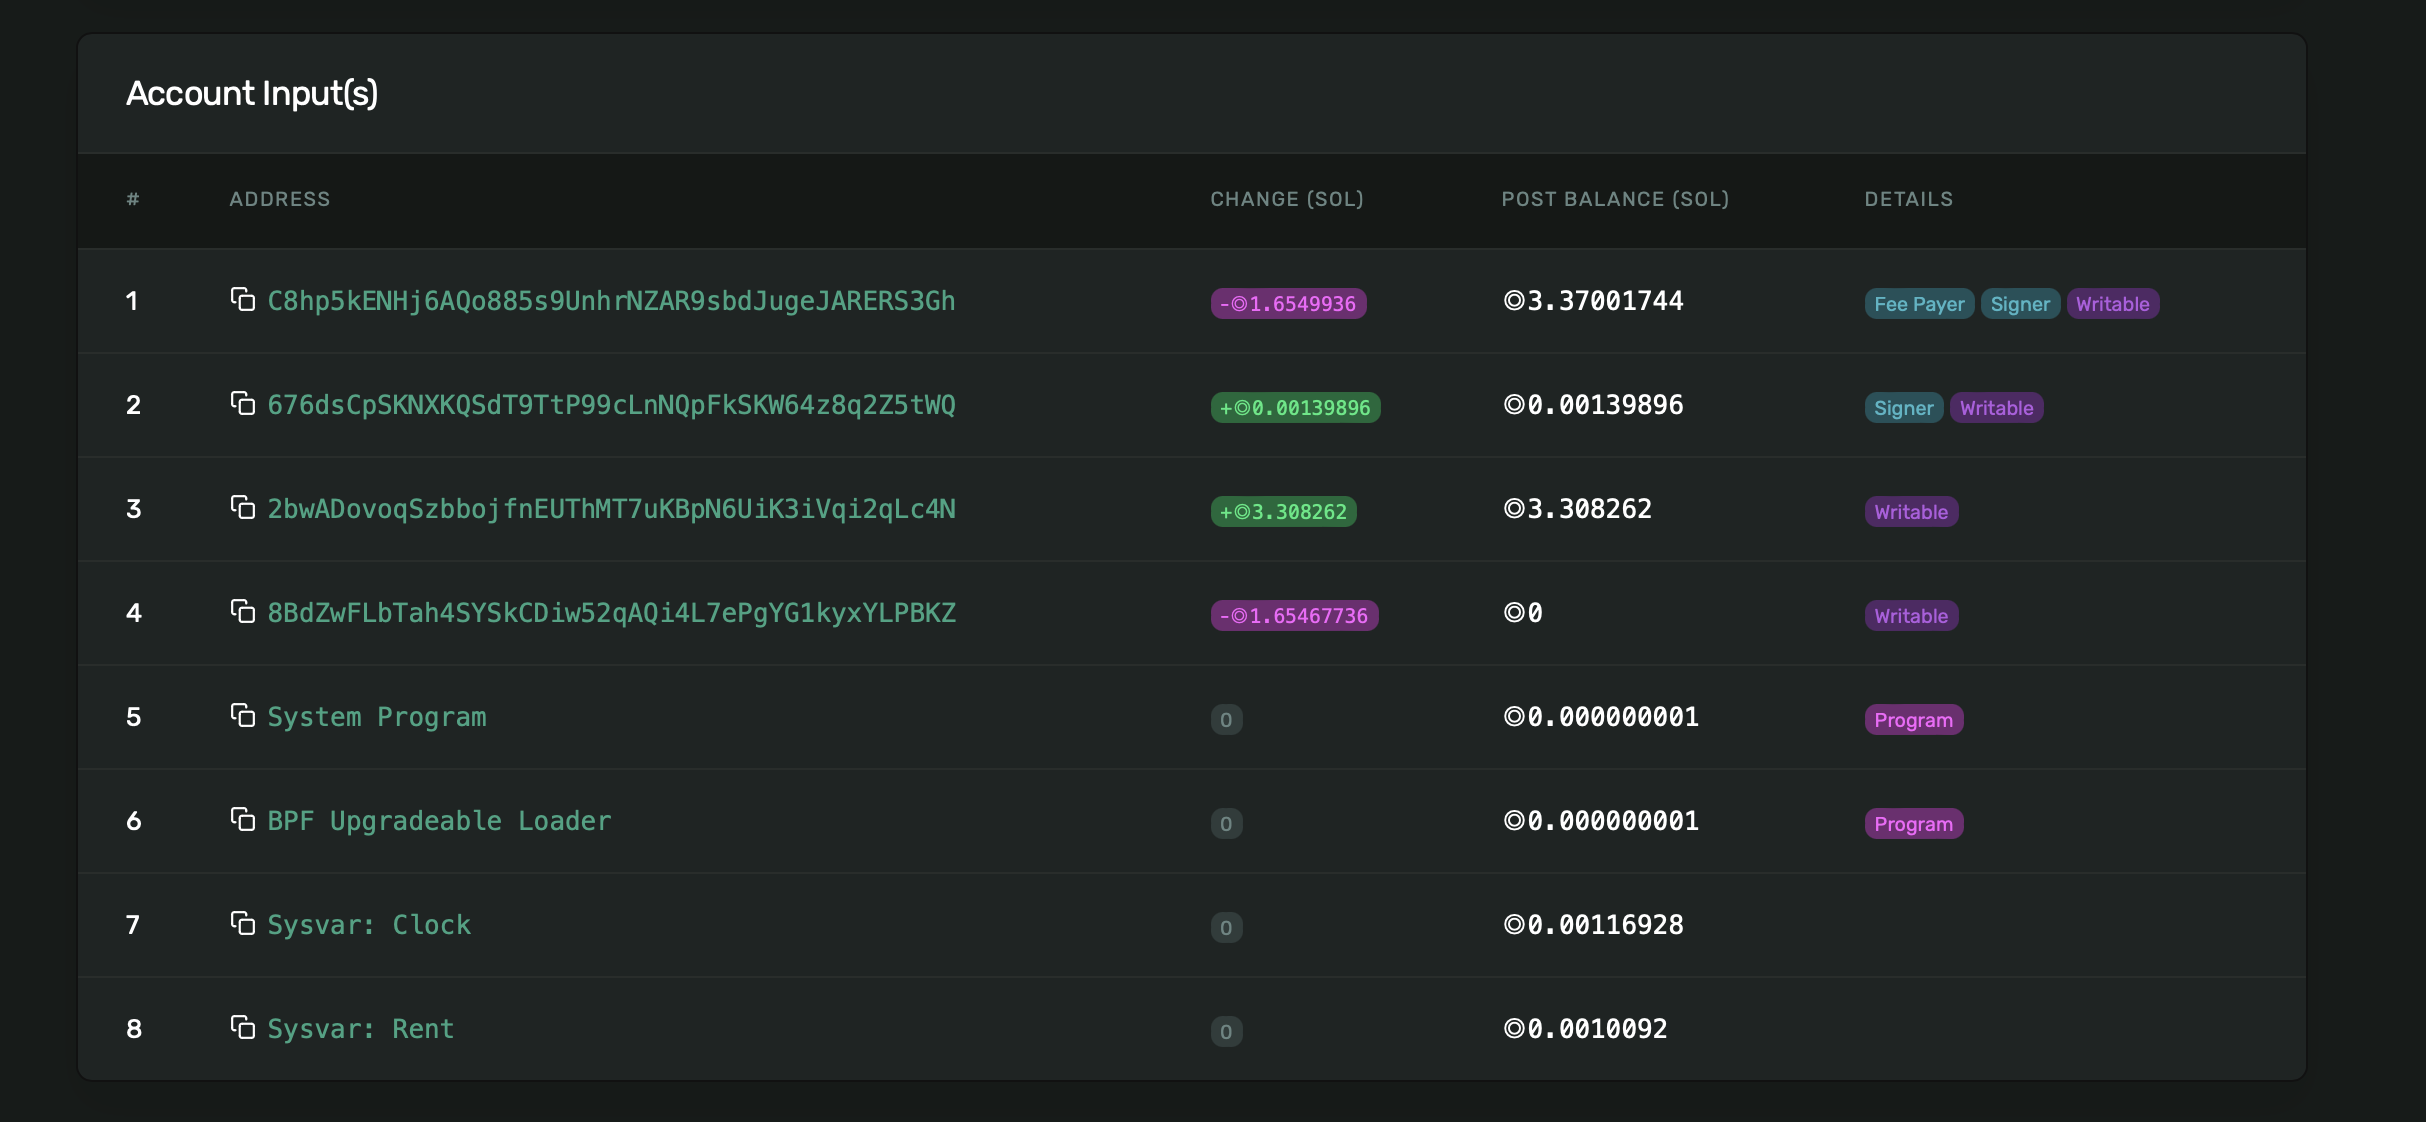 Account Input(s)
# ADDRESS CHANGE (SOL) POST BALANCE (SOL) DETAILS
1 C8hp5kENHj6AQo885s9UnhrNZAR9sbdJugeJARERS3Gh -◎1.6549936 ◎3.37001744 Fee Payer Signer Writable
2 676dsCpSKNXKQSdT9TtP99cLnNQpFkSKW64z8q2Z5tWQ +◎0.00139896 ◎0.00139896 Signer Writable
3 2bwADovoqSzbbojfnEUThMT7uKBpN6UiK3iVqi2qLc4N +◎3.308262 ◎3.308262 Writable
4 8BdZwFLbTah4SYSkCDiw52qAQi4L7ePgYG1kyxYLPBKZ -◎1.65467736 ◎0 Writable
5 System Program 0 ◎0.000000001 Program
6 BPF Upgradeable Loader 0 ◎0.000000001 Program
7 Sysvar: Clock 0 ◎0.00116928
8 Sysvar: Rent 0 ◎0.0010092